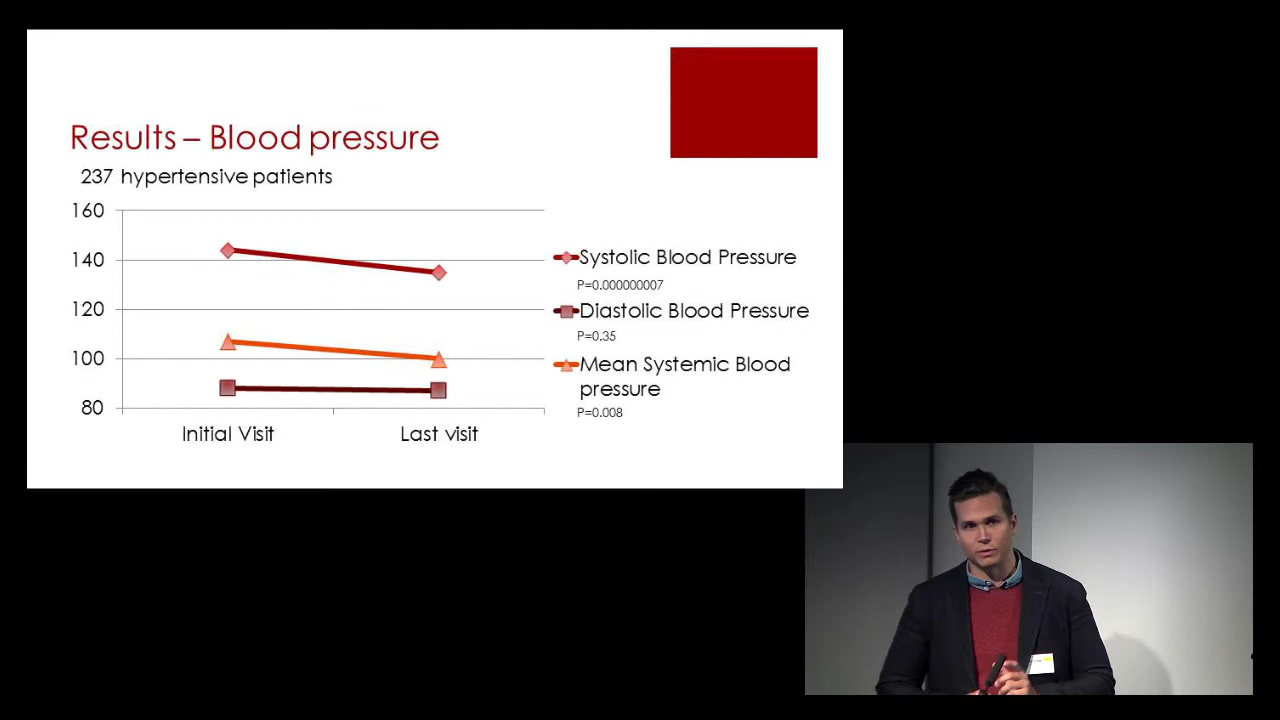 Results – Blood pressure
237 hypertensive patients
160
140
120
100
80
Initial Visit
Last visit
Systolic Blood Pressure
P=0.000000007
Diastolic Blood Pressure
P=0.35
Mean Systemic Blood
pressure
P=0.008